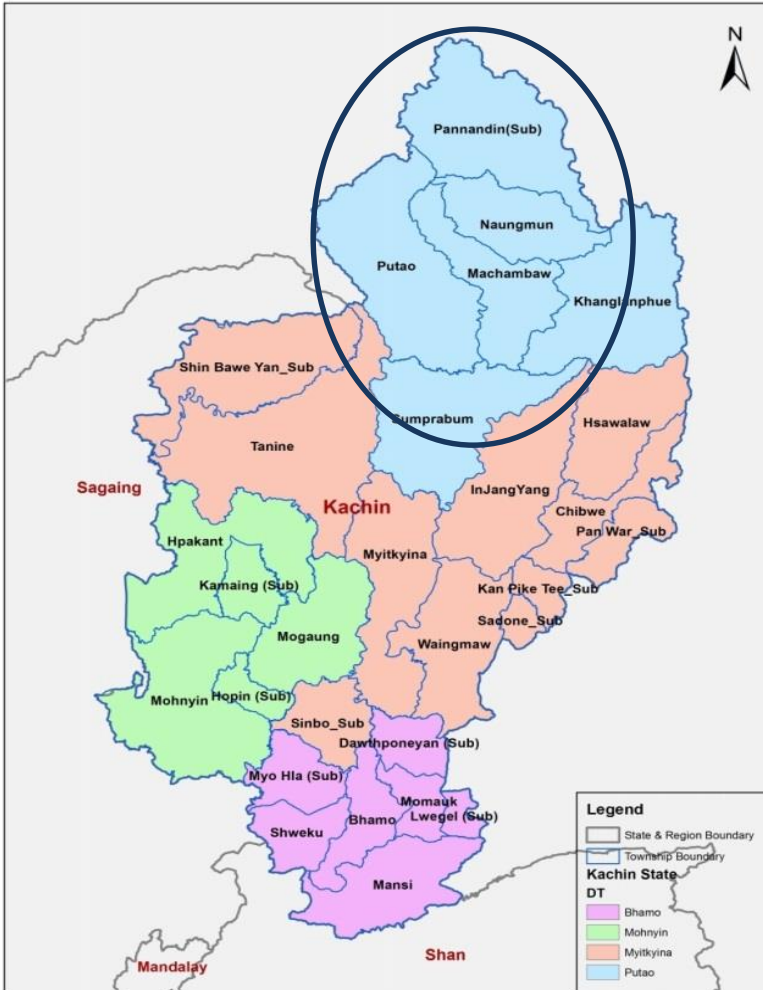 N
Pannandin(Sub)
Naungmun
Putao
Machambaw
Khanglanphue
Shin Bawe Yan_Sub
Sumprabum
Hsawalaw
Tanine
Sagaing
InJangYang
Kachin
Chibwe
Pan War_Sub
Hpakant
Myitkyina
Kamaing (Sub)
Kan Pike Tee_Sub
Sadone_Sub
Mogaung
Waingmaw
Mohnyin
Hopin (Sub)
Sinbo_Sub
Dawthponeyan (Sub)
Myo Hla (Sub)
Momauk
Lwegel (Sub)
Bhamo
Shweku
Mansi
Shan
Mandalay
Legend
State & Region Boundary
Township Boundary
Kachin State
DT
Bhamo
Mohnyin
Myitkyina
Putao